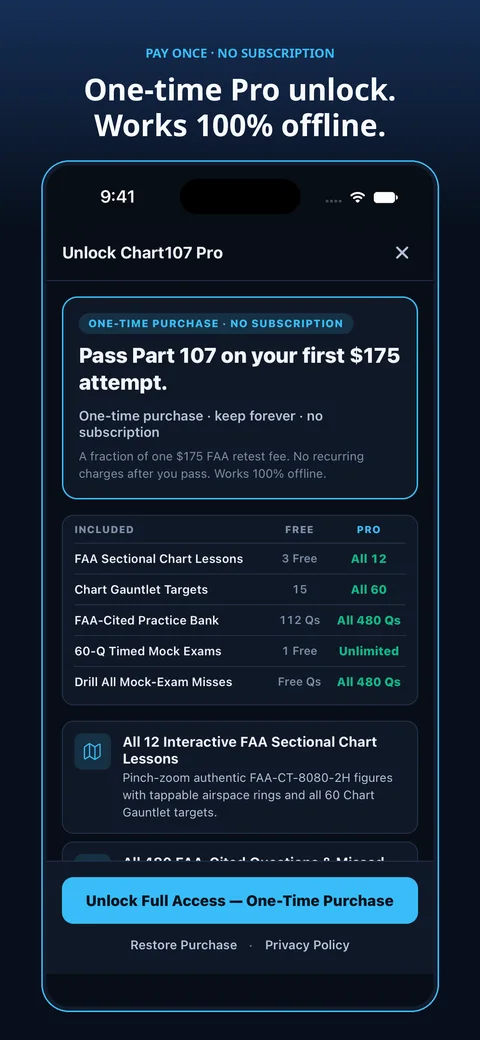 PAY ONCE · NO SUBSCRIPTION
One-time Pro unlock.
Works 100% offline.
9:41
Unlock Chart107 Pro
ONE-TIME PURCHASE · NO SUBSCRIPTION
Pass Part 107 on your first $175
attempt.
One-time purchase · keep forever · no
subscription
A fraction of one $175 FAA retest fee. No recurring
charges after you pass. Works 100% offline.
INCLUDED FREE PRO
FAA Sectional Chart Lessons 3 Free All 12
Chart Gauntlet Targets 15 All 60
FAA-Cited Practice Bank 112 Qs All 480 Qs
60-Q Timed Mock Exams 1 Free Unlimited
Drill All Mock-Exam Misses Free Qs All 480 Qs
All 12 Interactive FAA Sectional Chart
Lessons
Pinch-zoom authentic FAA-CT-8080-2H figures
with tappable airspace rings and all 60 Chart
Gauntlet targets.
All 480 FAA-Cited Questions & Missed
Unlock Full Access — One-Time Purchase
Restore Purchase · Privacy Policy